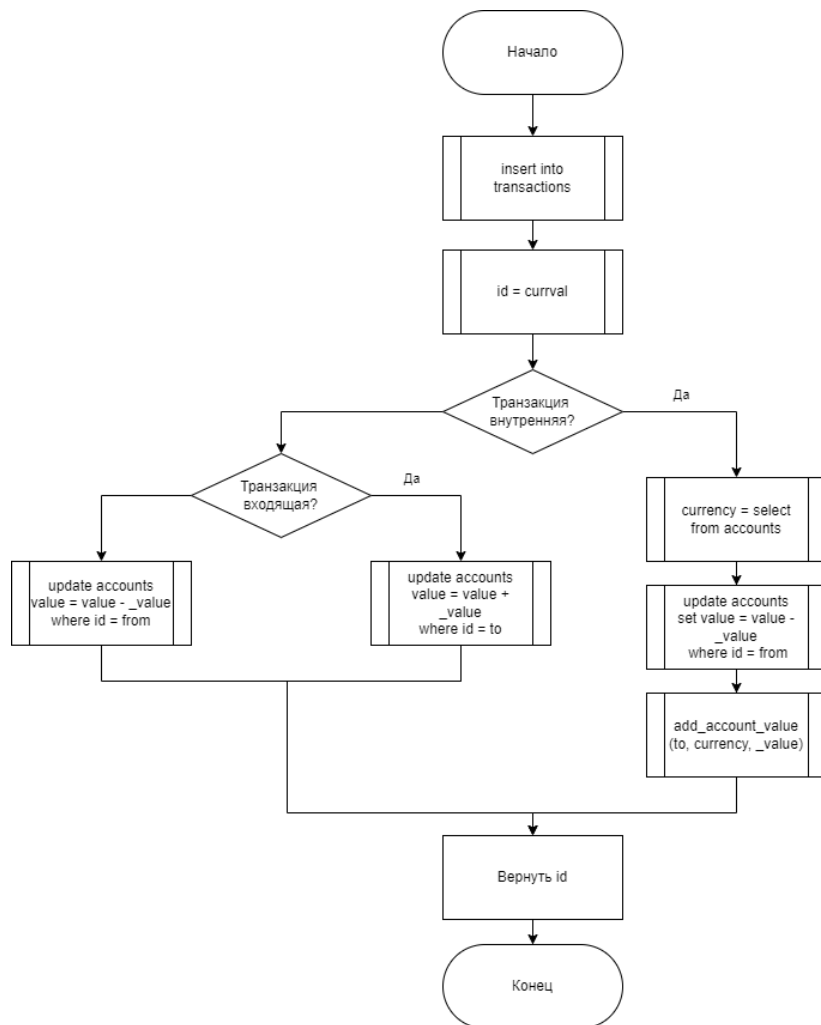 Начало
insert into
transactions
id = currval
Транзакция
внутренняя?
Да
Транзакция
входящая?
Да
currency = select
from accounts
update accounts
value = value - _value
where id = from
update accounts
value = value +
_value
where id = to
update accounts
set value = value -
_value
where id = from
add_account_value
(to, currency, _value)
Вернуть id
Конец